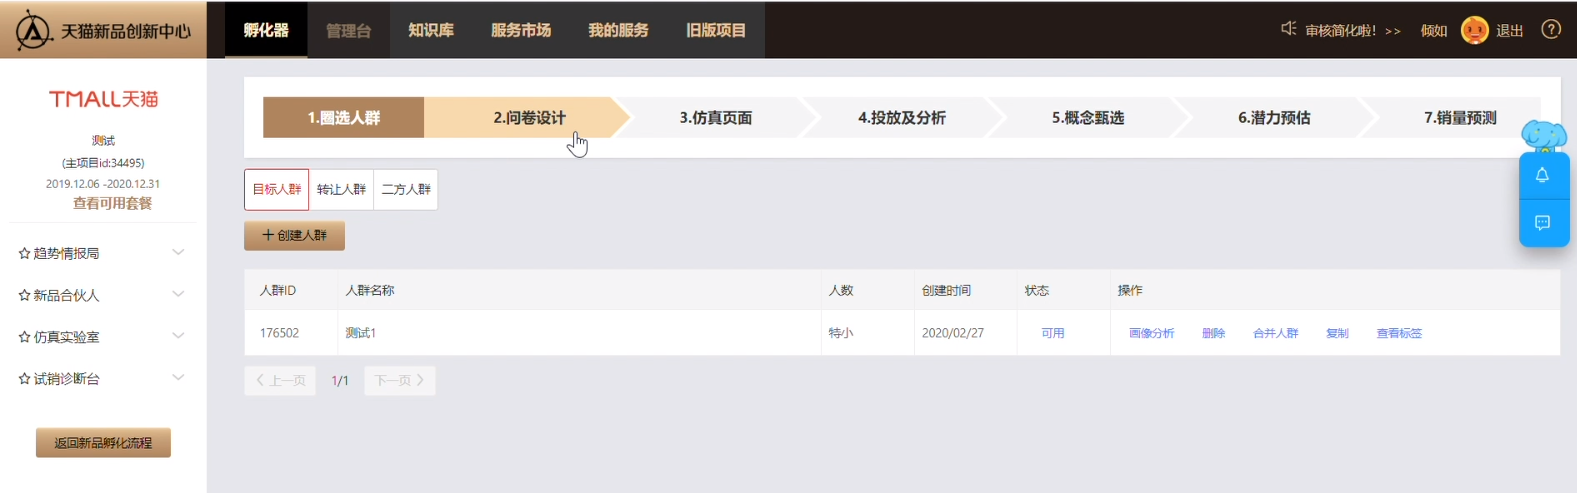 天猫新品创新中心
孵化器 管理台 知识库 服务市场 我的服务 旧版项目
审核简化啦！>> 倾如 退出
TMALL天猫
测试
(主项目id:34495)
2019.12.06 -2020.12.31
查看可用套餐
趋势情报局
新品合伙人
仿真实验室
试销诊断台
返回新品孵化流程
1.圈选人群 2.问卷设计 3.仿真页面 4.投放及分析 5.概念甄选 6.潜力预估 7.销量预测
目标人群 转让人群 二方人群
+ 创建人群
人群ID 人群名称 人数 创建时间 状态 操作
176502 测试1 特小 2020/02/27 可用 画像分析 删除 合并人群 复制 查看标签
< 上一页 1/1 下一页 >